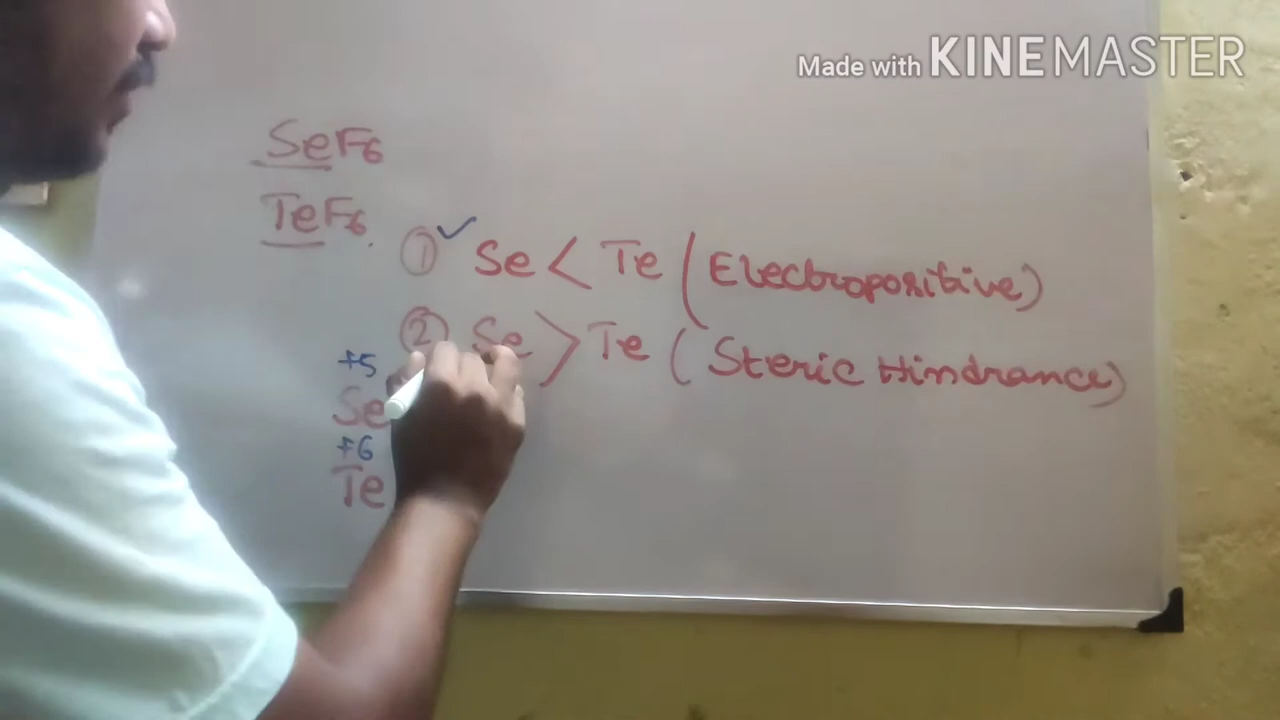 Made with KINEMASTER
SeF6
TeF6.
① ✓ Se < Te (Electropositive)
② Se > Te (Steric Hindrance)
+5
Se
+6
Te